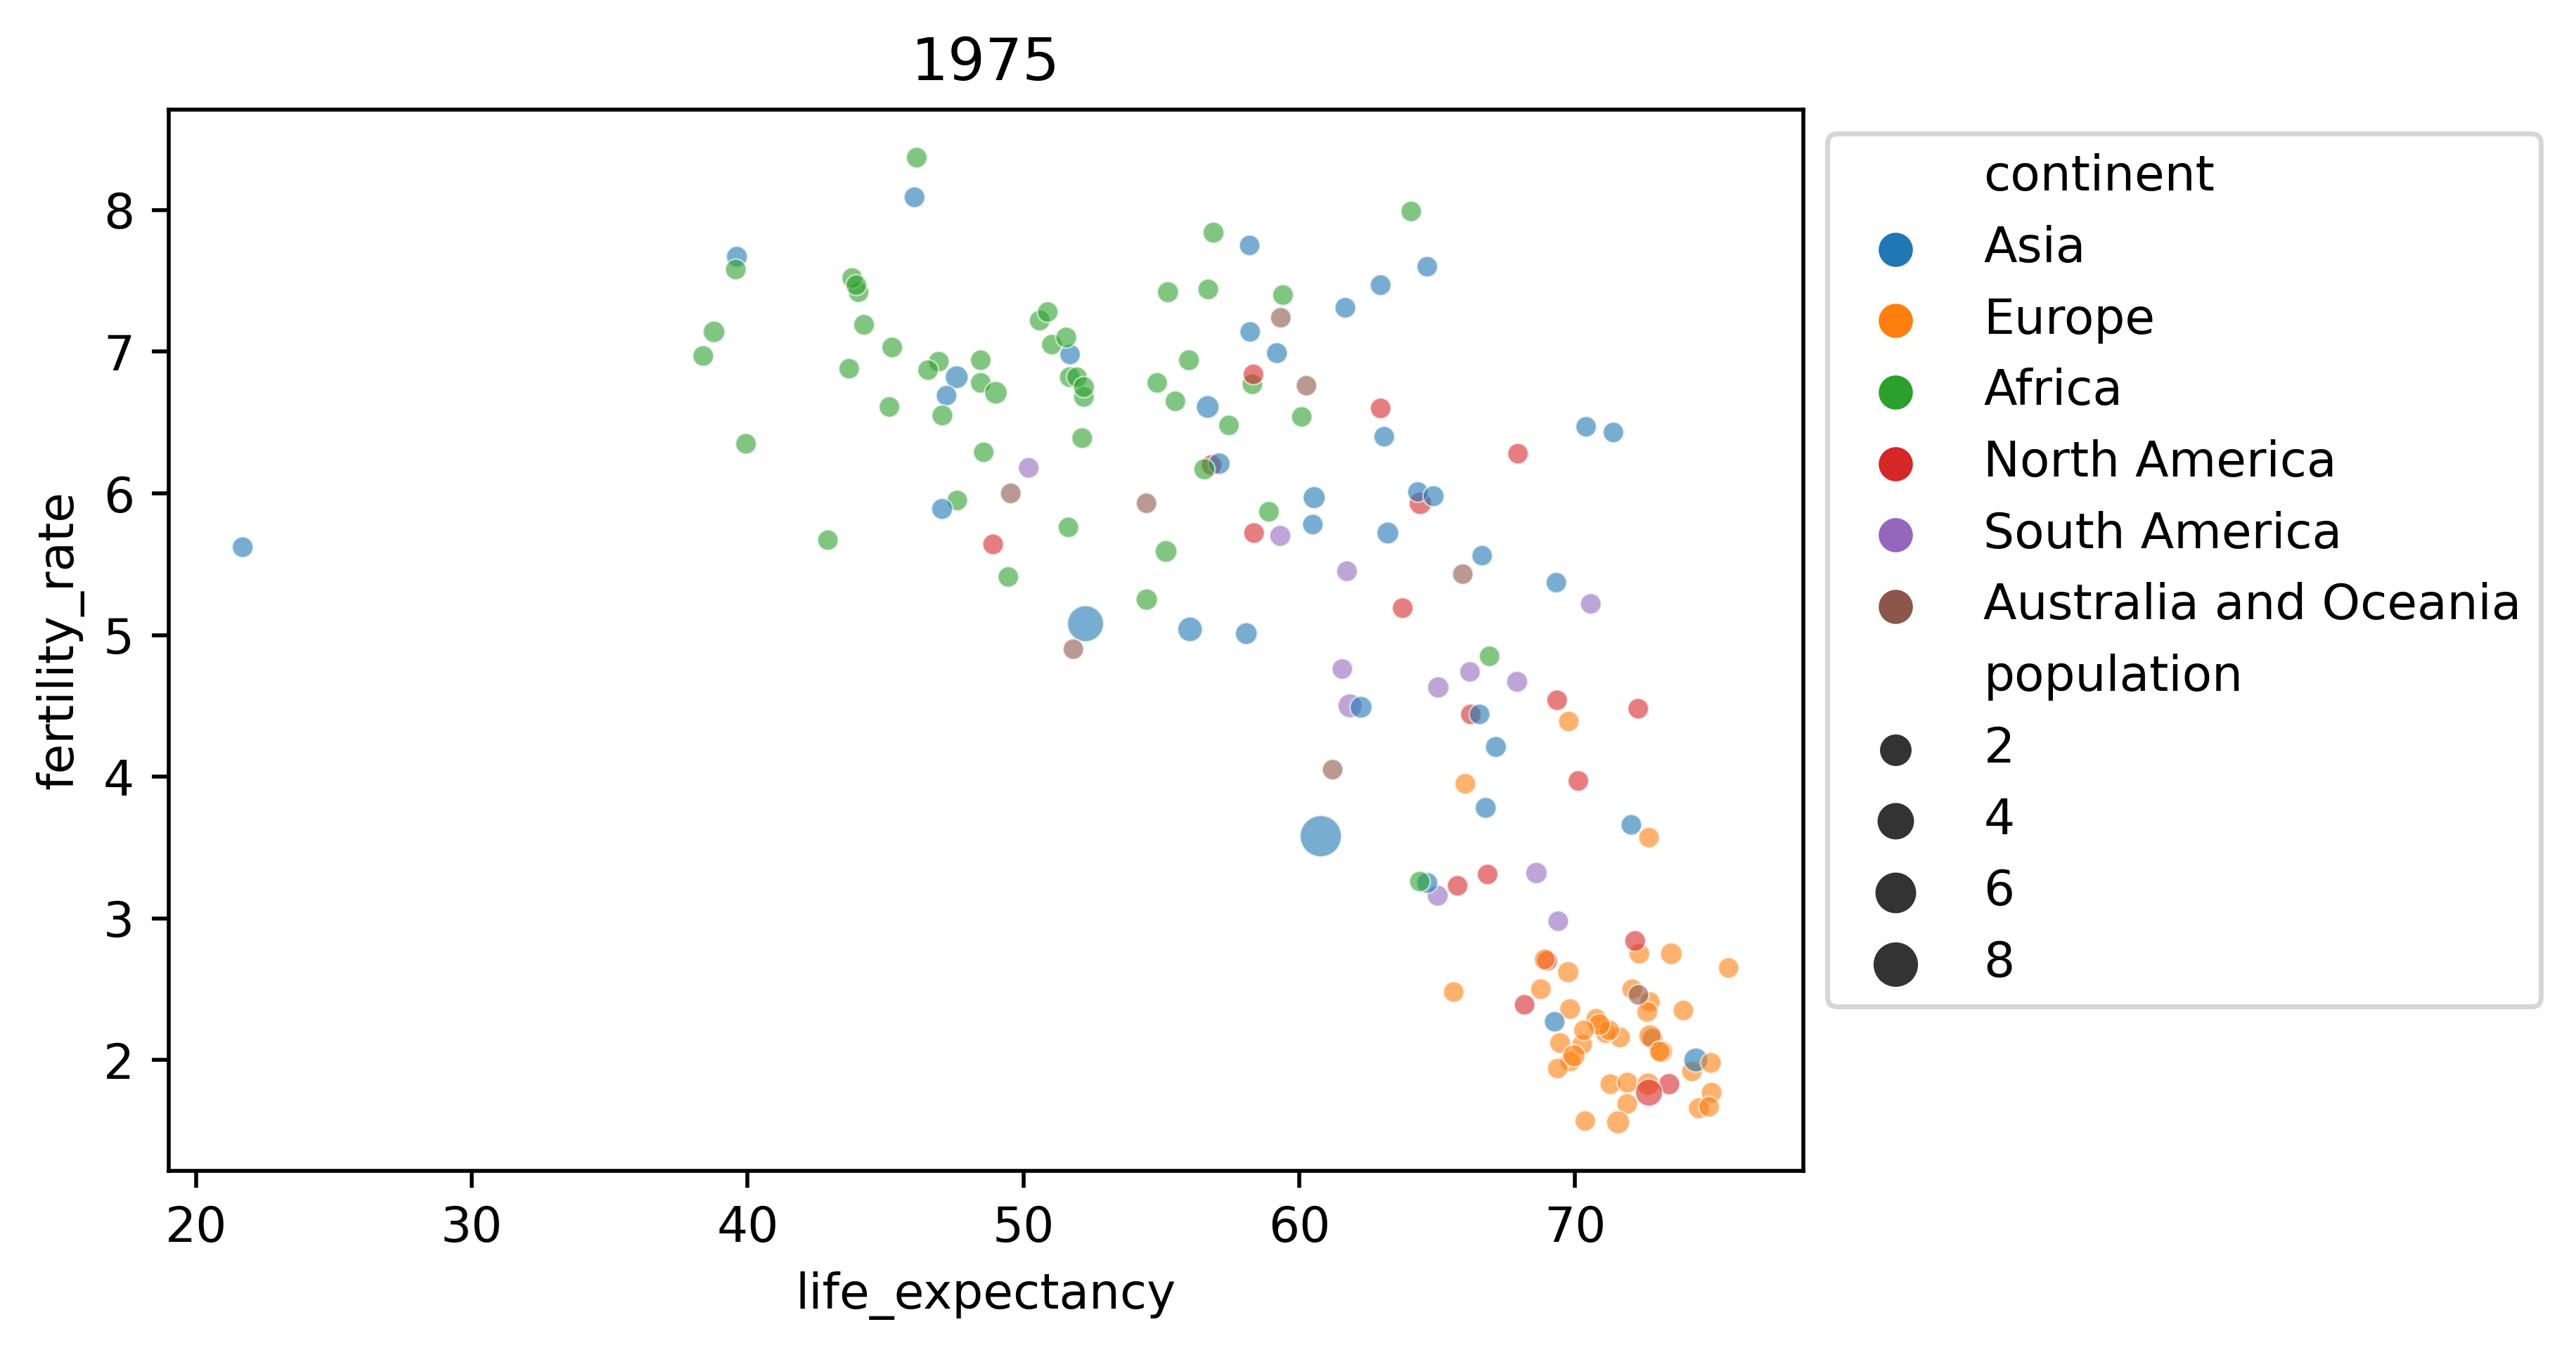 1975
fertility_rate
8
7
6
5
4
3
2
20 30 40 50 60 70
life_expectancy
continent
Asia
Europe
Africa
North America
South America
Australia and Oceania
population
2
4
6
8